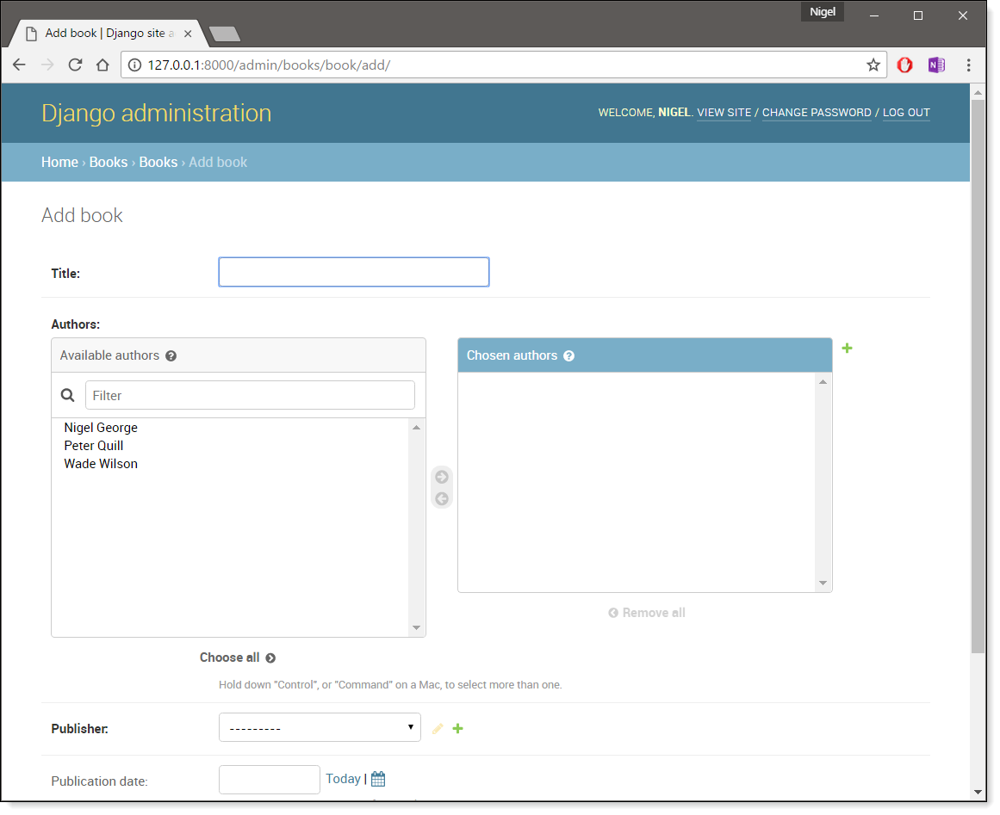 Nigel
Add book | Django site a
127.0.0.1:8000/admin/books/book/add/
Django administration
WELCOME, NIGEL. VIEW SITE / CHANGE PASSWORD / LOG OUT
Home › Books › Books › Add book
Add book
Title:
Authors:
Available authors ?
Chosen authors ?
Filter
Nigel George
Peter Quill
Wade Wilson
Remove all
Choose all
Hold down "Control", or "Command" on a Mac, to select more than one.
Publisher:
---------
Publication date:
Today |